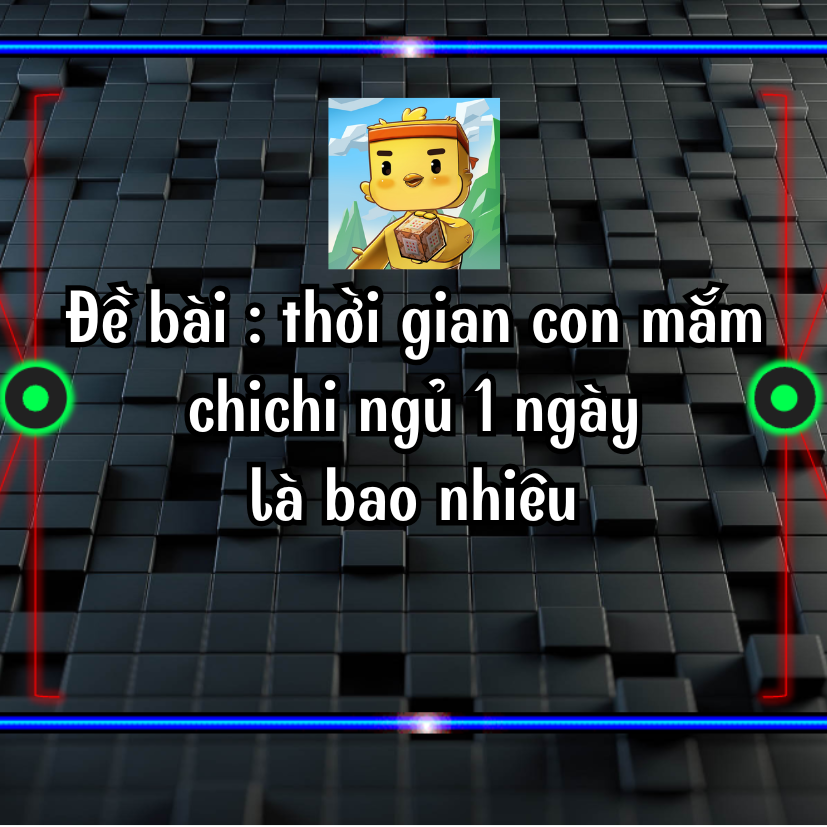 Đề bài : thời gian con mắm
chichi ngủ 1 ngày
là bao nhiêu